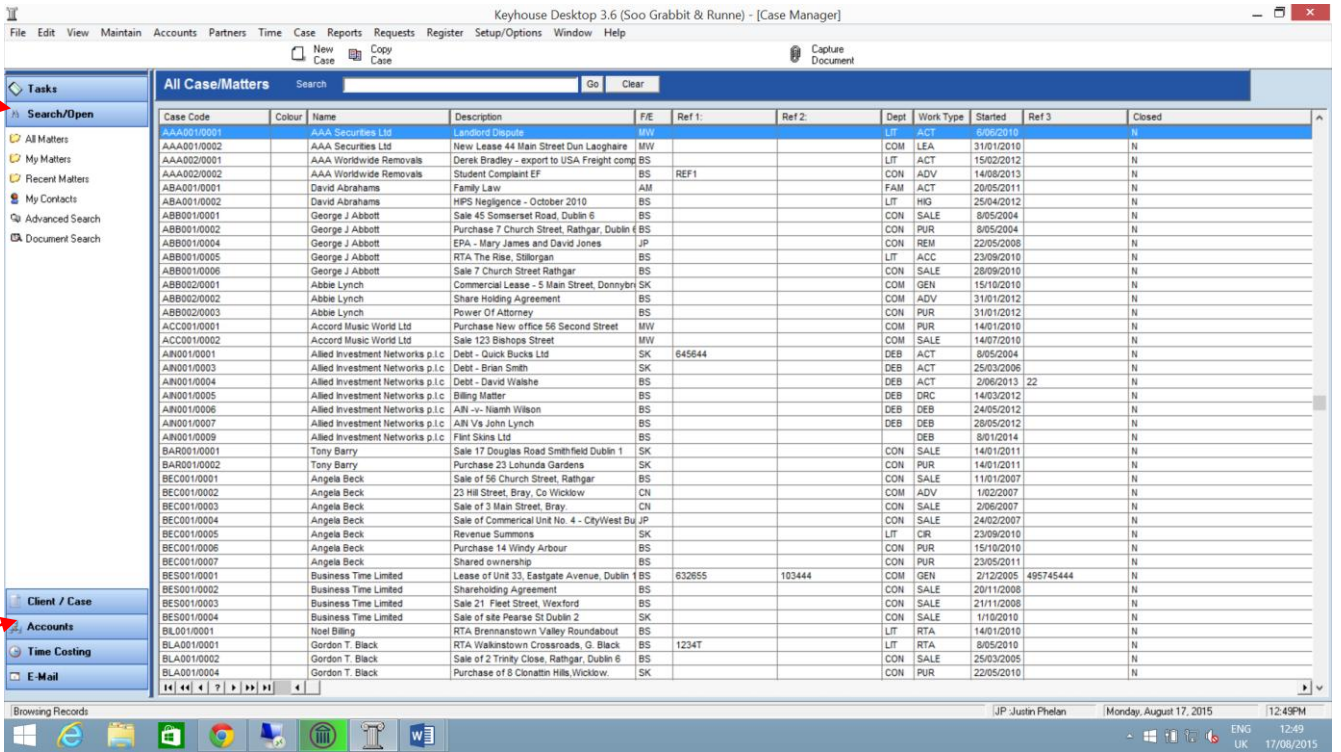 Keyhouse Desktop 3.6 (Soo Grabbit & Runne) - [Case Manager]
File Edit View Maintain Accounts Partners Time Case Reports Requests Register Setup/Options Window Help
New Case Copy Case Capture Document
Tasks
Search/Open
All Matters
My Matters
Recent Matters
My Contacts
Advanced Search
Document Search
Client / Case
Accounts
Time Costing
E-Mail
All Case/Matters Search Go Clear
Case Code Colour Name Description F/E Ref 1: Ref 2: Dept Work Type Started Ref 3 Closed
AAA001/0001 AAA Securities Ltd Landlord Dispute MW LIT ACT 6/06/2010 N
AAA001/0002 AAA Securities Ltd New Lease 44 Main Street Dun Laoghaire MW COM LEA 31/01/2010 N
AAA002/0001 AAA Worldwide Removals Derek Bradley - export to USA Freight comp BS LIT ACT 15/02/2012 N
AAA002/0002 AAA Worldwide Removals Student Complaint EF BS REF1 CON ADV 14/08/2013 N
ABA001/0001 David Abrahams Family Law AM FAM ACT 20/05/2011 N
ABA001/0002 David Abrahams HIPS Negligence - October 2010 BS LIT HIG 25/04/2012 N
ABB001/0001 George J Abbott Sale 45 Somserset Road, Dublin 6 BS CON SALE 8/05/2004 N
ABB001/0002 George J Abbott Purchase 7 Church Street, Rathgar, Dublin 6 BS CON PUR 8/05/2004 N
ABB001/0004 George J Abbott EPA - Mary James and David Jones JP CON REM 22/05/2008 N
ABB001/0005 George J Abbott RTA The Rise, Stillorgan BS LIT ACC 23/09/2010 N
ABB001/0006 George J Abbott Sale 7 Church Street Rathgar BS CON SALE 28/09/2010 N
ABB002/0001 Abbie Lynch Commercial Lease - 5 Main Street, Donnybr SK COM GEN 15/10/2010 N
ABB002/0002 Abbie Lynch Share Holding Agreement BS COM ADV 31/01/2012 N
ABB002/0003 Abbie Lynch Power Of Attorney BS CON PUR 31/01/2012 N
ACC001/0001 Accord Music World Ltd Purchase New office 56 Second Street MW COM PUR 14/01/2010 N
ACC001/0002 Accord Music World Ltd Sale 123 Bishops Street MW COM SALE 14/07/2010 N
AIN001/0001 Allied Investment Networks p.l.c Debt - Quick Bucks Ltd SK 645644 DEB ACT 8/05/2004 N
AIN001/0003 Allied Investment Networks p.l.c Debt - Brian Smith SK DEB ACT 25/03/2006 N
AIN001/0004 Allied Investment Networks p.l.c Debt - David Walshe BS DEB ACT 2/06/2013 22 N
AIN001/0005 Allied Investment Networks p.l.c Billing Matter BS DEB DRC 14/03/2012 N
AIN001/0006 Allied Investment Networks p.l.c AIN -v- Niamh Wilson BS DEB DEB 24/05/2012 N
AIN001/0007 Allied Investment Networks p.l.c AIN Vs John Lynch BS DEB DEB 28/05/2012 N
AIN001/0009 Allied Investment Networks p.l.c Flint Skins Ltd BS DEB 8/01/2014 N
BAR001/0001 Tony Barry Sale 17 Douglas Road Smithfield Dublin 1 SK CON SALE 14/01/2011 N
BAR001/0002 Tony Barry Purchase 23 Lohunda Gardens SK CON PUR 14/01/2011 N
BEC001/0001 Angela Beck Sale of 56 Church Street, Rathgar BS CON SALE 11/01/2007 N
BEC001/0002 Angela Beck 23 Hill Street, Bray, Co Wicklow CN COM ADV 1/02/2007 N
BEC001/0003 Angela Beck Sale of 3 Main Street, Bray. CN CON SALE 2/06/2007 N
BEC001/0004 Angela Beck Sale of Commerical Unit No. 4 - CityWest Bu JP CON SALE 24/02/2007 N
BEC001/0005 Angela Beck Revenue Summons SK LIT CIR 23/09/2010 N
BEC001/0006 Angela Beck Purchase 14 Windy Arbour BS CON PUR 15/10/2010 N
BEC001/0007 Angela Beck Shared ownership BS CON PUR 23/05/2011 N
BES001/0001 Business Time Limited Lease of Unit 33, Eastgate Avenue, Dublin 1 BS 632655 103444 COM GEN 2/12/2005 495745444 N
BES001/0002 Business Time Limited Shareholding Agreement BS CON SALE 20/11/2008 N
BES001/0003 Business Time Limited Sale 21 Fleet Street, Wexford BS CON SALE 21/11/2008 N
BES001/0004 Business Time Limited Sale of site Pearse St Dublin 2 SK CON SALE 1/10/2010 N
BIL001/0001 Noel Billing RTA Brennanstown Valley Roundabout BS LIT RTA 14/01/2010 N
BLA001/0001 Gordon T. Black RTA Walkinstown Crossroads, G. Black BS 1234T LIT RTA 8/05/2010 N
BLA001/0002 Gordon T. Black Sale of 2 Trinity Close, Rathgar, Dublin 6 BS CON SALE 25/03/2005 N
BLA001/0004 Gordon T. Black Purchase of 8 Clonattin Hills,Wicklow. SK CON PUR 22/05/2010 N
Browsing Records JP :Justin Phelan Monday, August 17, 2015 12:49PM
ENG 12:49
UK 17/08/2015